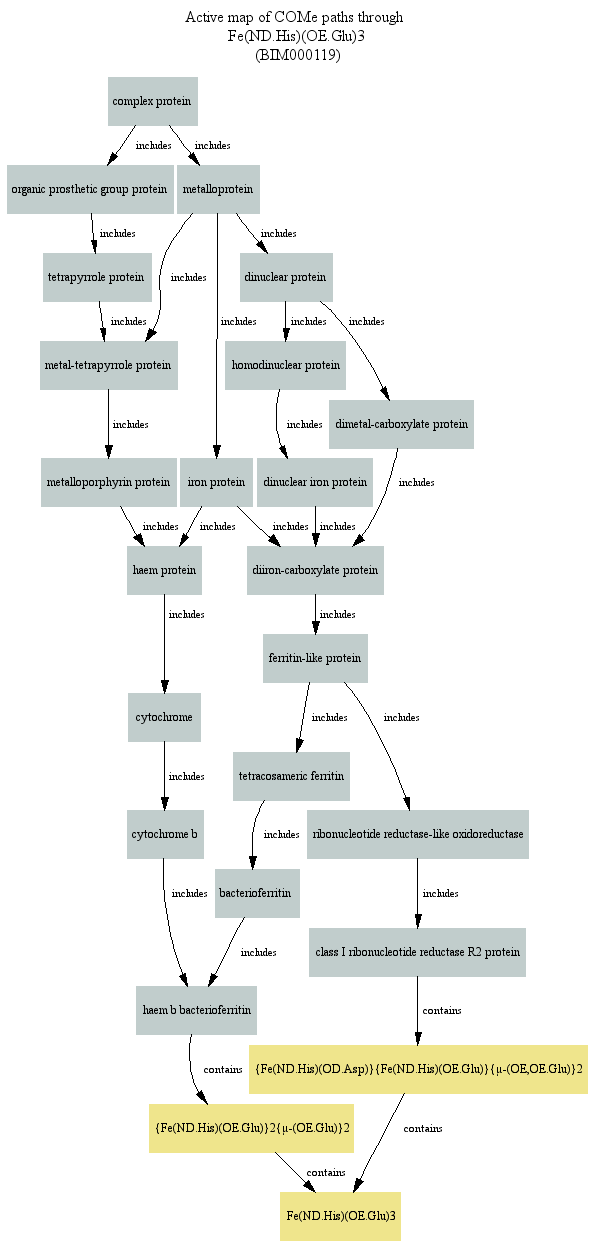 Active map of COMe paths through
Fe(ND.His)(OE.Glu)3
(BIM000119)
complex protein
includes
includes
organic prosthetic group protein
metalloprotein
includes
includes
tetrapyrrole protein
includes
dinuclear protein
includes
includes
includes
includes
metal-tetrapyrrole protein
homodinuclear protein
dimetal-carboxylate protein
includes
includes
includes
metalloporphyrin protein
iron protein
dinuclear iron protein
includes
includes
includes
includes
haem protein
diiron-carboxylate protein
includes
includes
ferritin-like protein
cytochrome
includes
includes
includes
tetracosameric ferritin
cytochrome b
includes
ribonucleotide reductase-like oxidoreductase
includes
bacterioferritin
includes
includes
class I ribonucleotide reductase R2 protein
haem b bacterioferritin
contains
contains
{Fe(ND.His)(OD.Asp)}{Fe(ND.His)(OE.Glu)}{μ-(OE,OE.Glu)}2
{Fe(ND.His)(OE.Glu)}2{μ-(OE.Glu)}2
contains
contains
Fe(ND.His)(OE.Glu)3